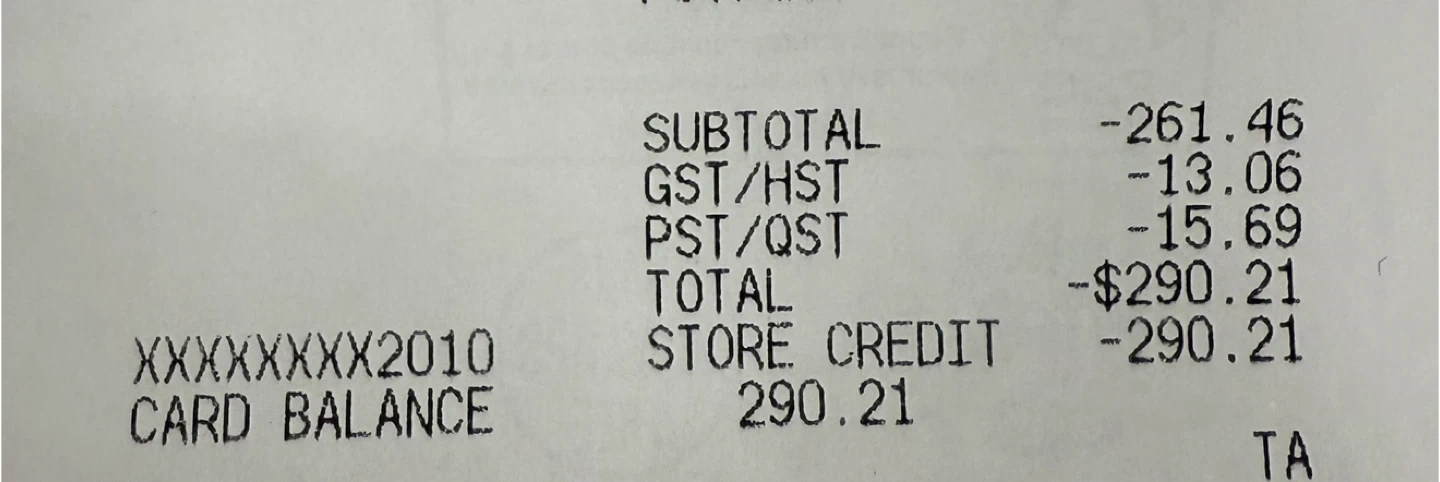 SUBTOTAL -261.46
GST/HST -13.06
PST/QST -15.69
TOTAL -$290.21
XXXXXXXX2010 STORE CREDIT -290.21
CARD BALANCE 290.21
TA